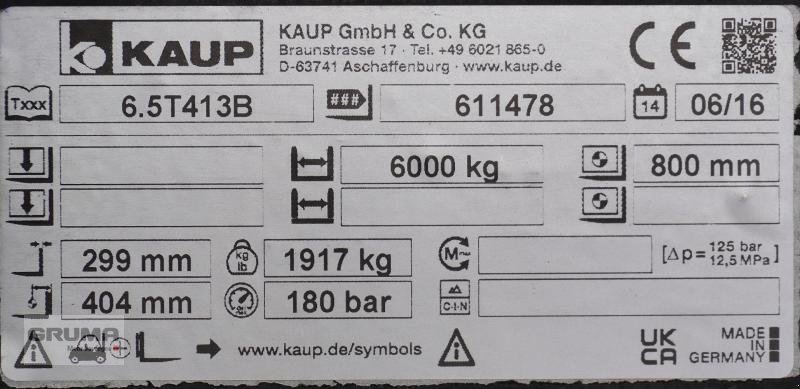 KAUP
KAUP GmbH & Co. KG
Braunstrasse 17 · Tel. +49 6021 865-0
D-63741 Aschaffenburg · www.kaup.de
CE
Txxx 6.5T413B ### 611478 14 06/16
6000 kg 800 mm
299 mm kg lb 1917 kg M~ [Δp= 125 bar 12,5 MPa]
404 mm 180 bar C-I-N
GRUMA
www.kaup.de/symbols
UK CA
MADE IN GERMANY